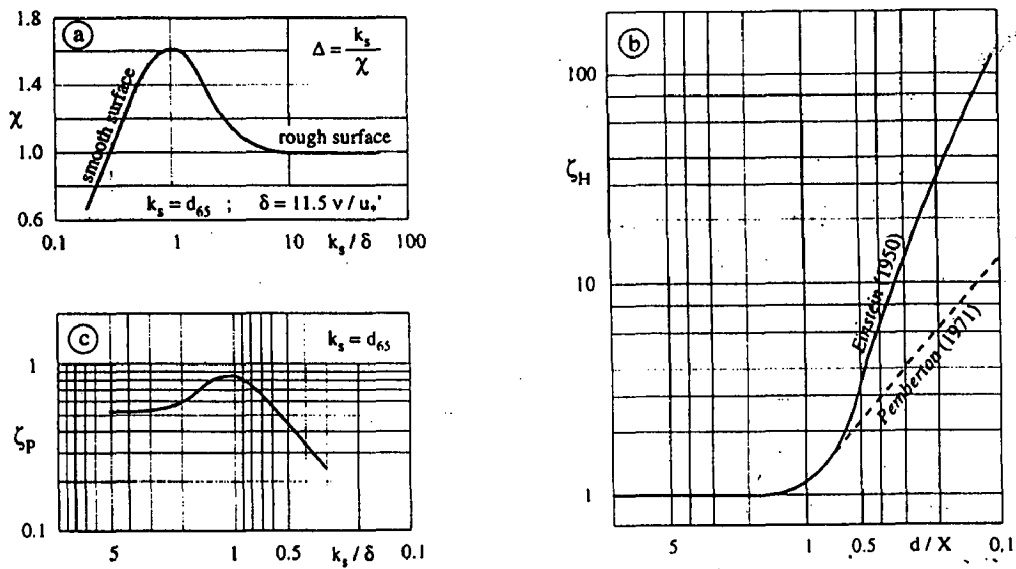 a
1.8
1.4
χ
1.0
0.6
0.1
1
10
100
k_s/δ
Δ = k_s/χ
smooth surface
rough surface
k_s = d_65 ; δ = 11.5 ν / u_*'
b
100
ζ_H
10
1
5
1
0.5
d / X
0.1
Einstein (1950)
Pemberton (1971)
c
k_s = d_65
1
ζ_P
0.1
5
1
k_s / δ
0.5
0.1